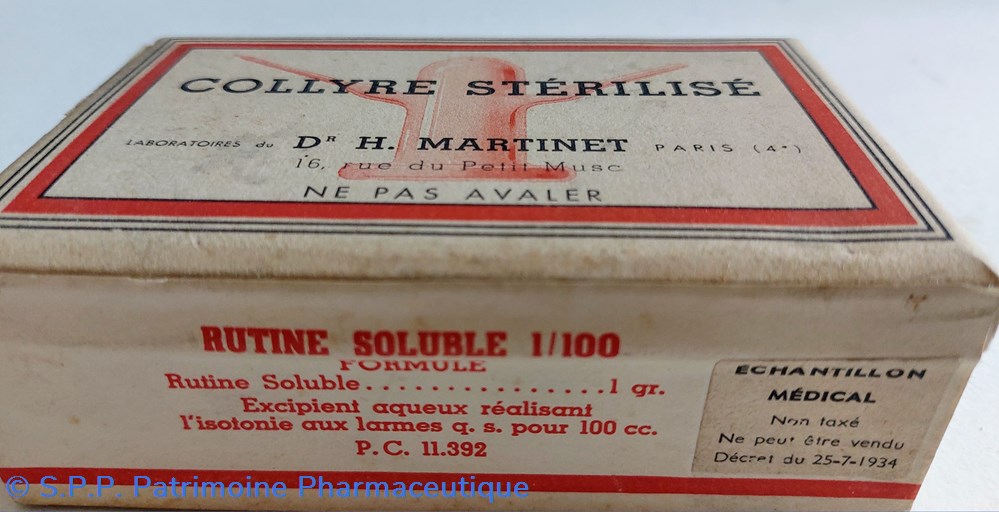 COLLYRE STÉRILISÉ
LABORATOIRES du Dr H. MARTINET PARIS (4e)
16, rue du Petit Musc
NE PAS AVALER
RUTINE SOLUBLE 1/100
FORMULE
Rutine Soluble...............1 gr.
Excipient aqueux réalisant
l'isotonie aux larmes q. s. pour 100 cc.
P. C. 11.392
ÉCHANTILLON
MÉDICAL
Non taxé
Ne peut être vendu
Décret du 25-7-1934
© S.P.P. Patrimoine Pharmaceutique